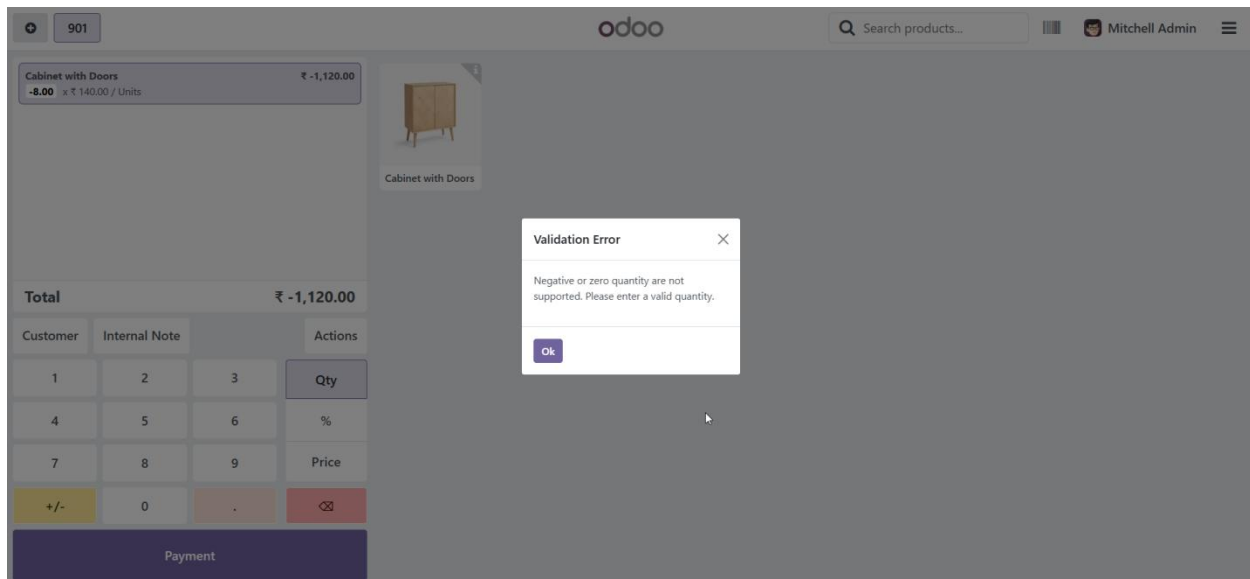 901
odoo
Search products...
Mitchell Admin
Cabinet with Doors ₹ -1,120.00
-8.00 x ₹ 140.00 / Units
Cabinet with Doors
Validation Error
Negative or zero quantity are not
supported. Please enter a valid quantity.
Ok
Total ₹ -1,120.00
Customer Internal Note Actions
1 2 3 Qty
4 5 6 %
7 8 9 Price
+/- 0 .
Payment